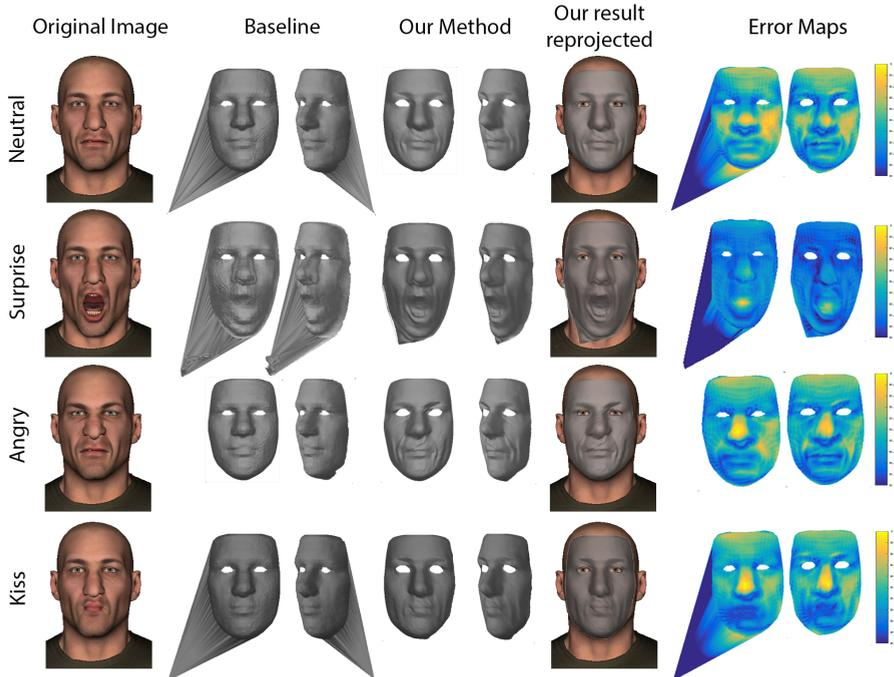 Original Image
Baseline
Our Method
Our result
reprojected
Error Maps
Neutral
Surprise
Angry
Kiss